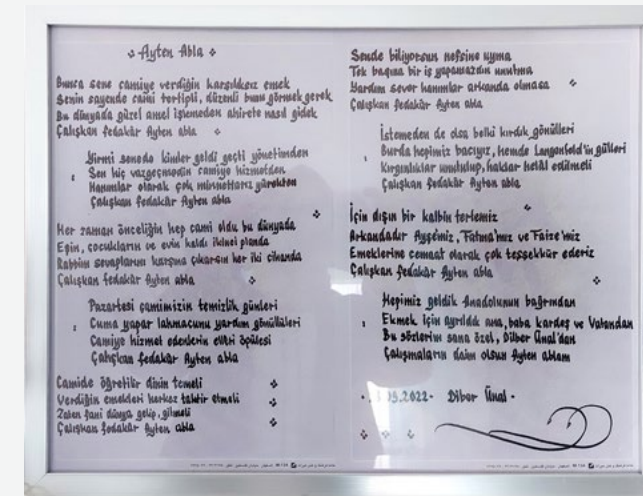 Ayten Abla
Bunca sene camiye verdiğin karşılıksız emek
Senin sayende cami tertipli, düzenli bunu görmek gerek
Bu dünyada güzel amel işlemeden ahirete nasıl gidek
Çalışkan fedakâr Ayten abla
Yirmi senede kimler geldi geçti yönetimden
Sen hiç vazgeçmedin camiye hizmetden
Hanımlar olarak çok minnettarız yürekten
Çalışkan fedakâr Ayten abla
Her zaman önceliğin hep cami oldu bu dünyada
Eşin, çocukların ve evin kaldı ikinci planda
Rabbim sevaplarını karşına çıkarsın her iki cihanda
Çalışkan fedakâr Ayten abla
Pazartesi camimizin temizlik günleri
Cuma yapar lahmacunu yardım gönüllüleri
Camiye hizmet edenlerin elleri öpülesi
Çalışkan fedakâr Ayten abla
Camide öğretilir dinin temeli
Verdiğin emekleri herkes takdir etmeli
Zaten fani dünya gelip, gitmeli
Çalışkan fedakâr Ayten abla
Sende biliyorsun nefsine uyma
Tek başına bir iş yapamazdın unutma
Yardım sever hanımlar arkanda olmasa
Çalışkan fedakâr Ayten abla
İstemeden de olsa belki kırdık gönülleri
Burda hepimiz bacıyız, hemde Langenfeld'in gülleri
Kırgınlıklar unutulup, haklar helâl edilmeli
Çalışkan fedakâr Ayten abla
İçin dışın bir kalbin tertemiz
Arkandadır Ayşe'miz, Fatma'mız ve Faize'miz
Emeklerine cemaat olarak çok teşekkür ederiz
Çalışkan fedakâr Ayten abla
Hepimiz geldik Anadolunun bağrından
Ekmek için ayrıldık ana, baba kardeş ve Vatandan
Bu sözlerim sana özel, Dilber Ünal'dan
Çalışmaların daim olsun Ayten ablam
.09.2022 - Dilber Ünal -